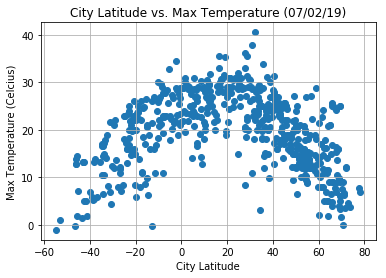 City Latitude vs. Max Temperature (07/02/19)
Max Temperature (Celcius)
40
30
20
10
0
−60 −40 −20 0 20 40 60 80
City Latitude